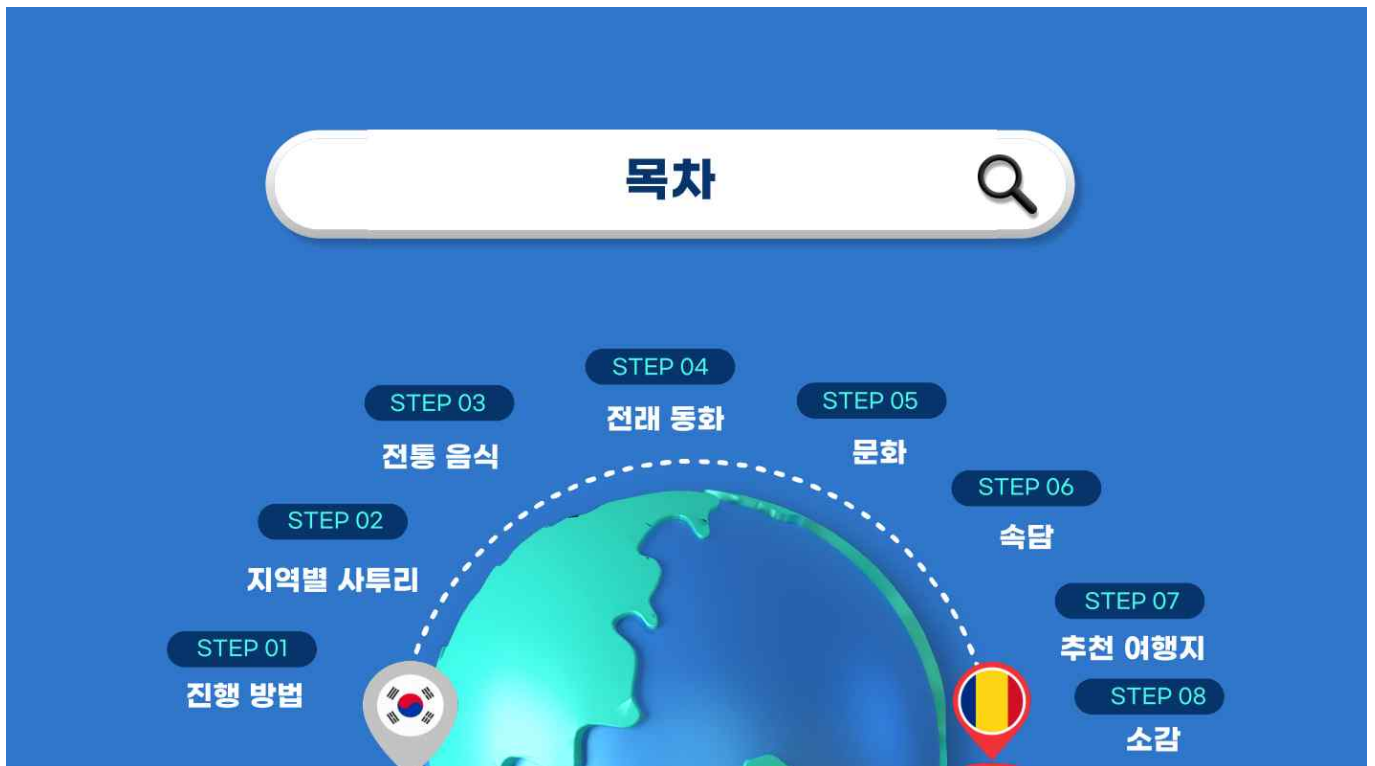 목차
STEP 01
진행 방법
STEP 02
지역별 사투리
STEP 03
전통 음식
STEP 04
전래 동화
STEP 05
문화
STEP 06
속담
STEP 07
추천 여행지
STEP 08
소감